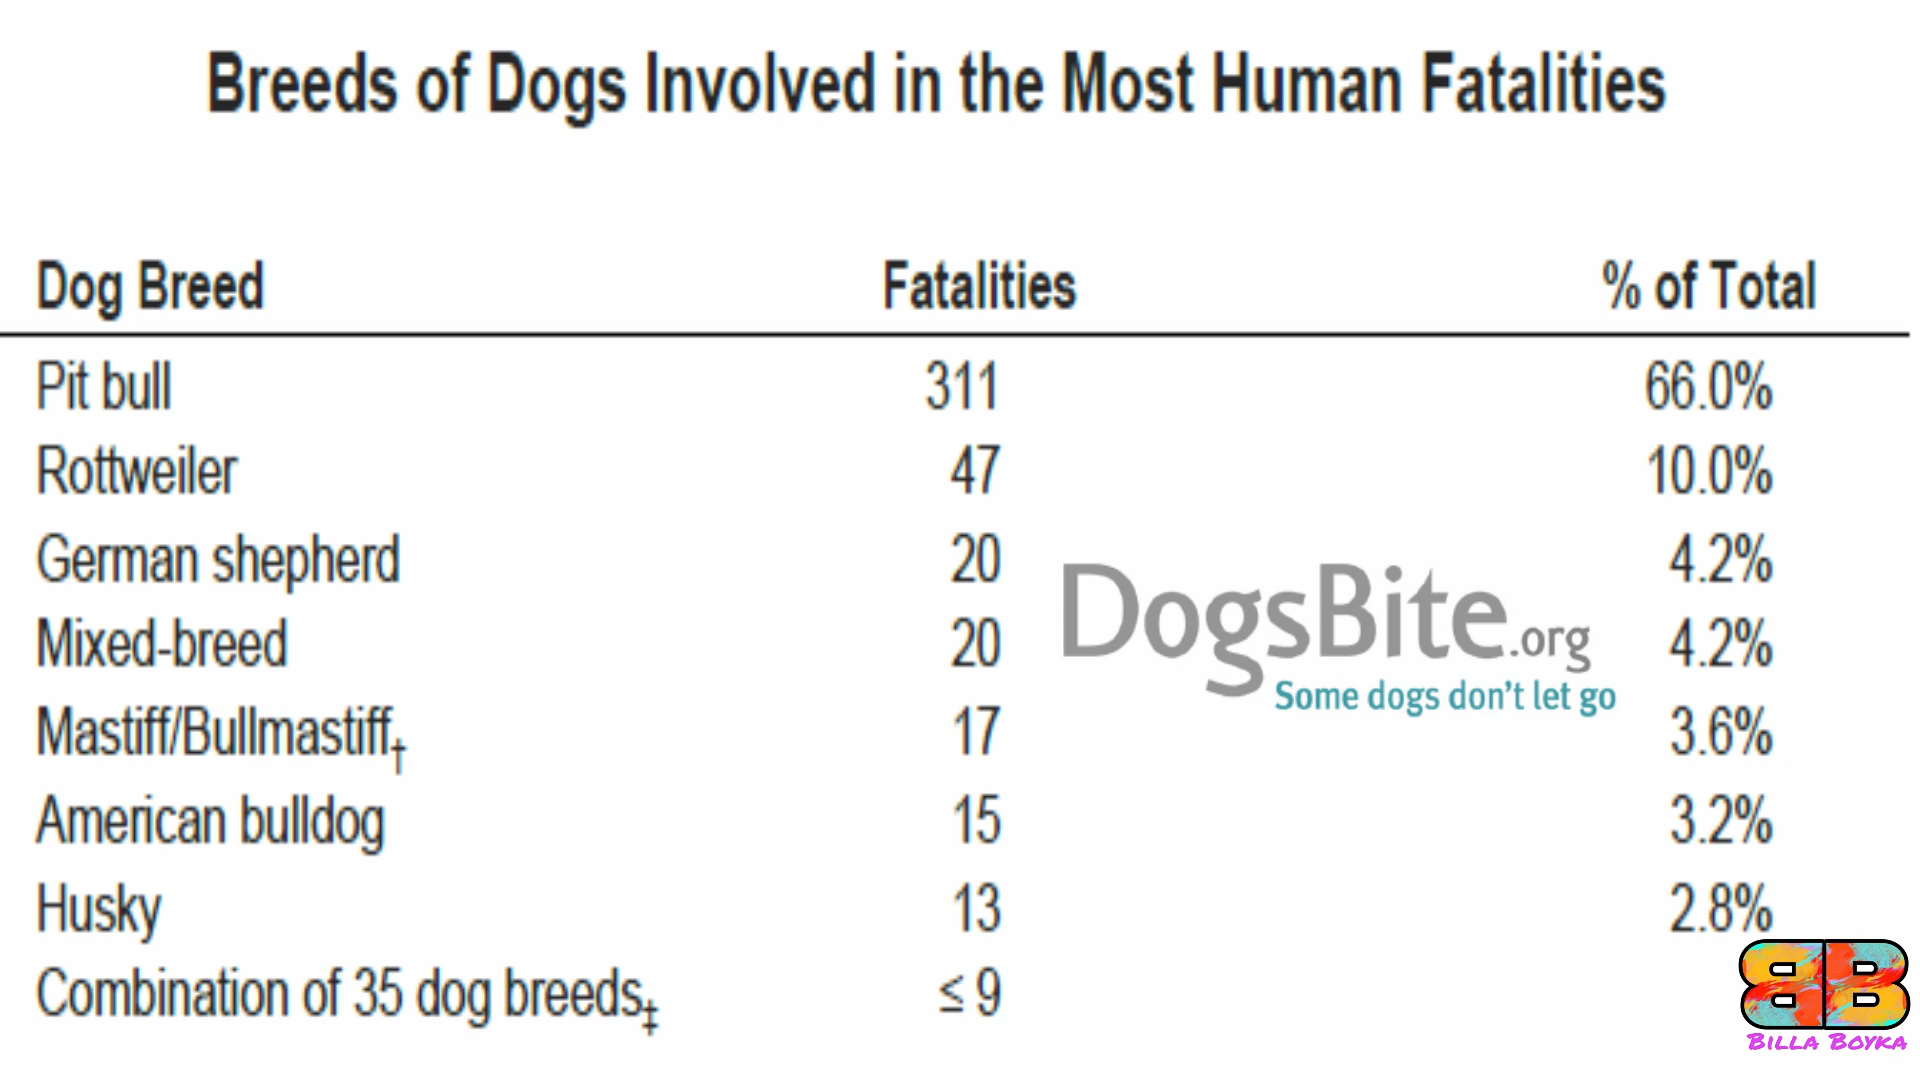 Breeds of Dogs Involved in the Most Human Fatalities
Dog Breed Fatalities % of Total
Pit bull 311 66.0%
Rottweiler 47 10.0%
German shepherd 20 4.2%
Mixed-breed 20 4.2%
Mastiff/Bullmastiff† 17 3.6%
American bulldog 15 3.2%
Husky 13 2.8%
Combination of 35 dog breeds‡ ≤ 9
DogsBite.org
Some dogs don't let go
BB
BILLA BOYKA